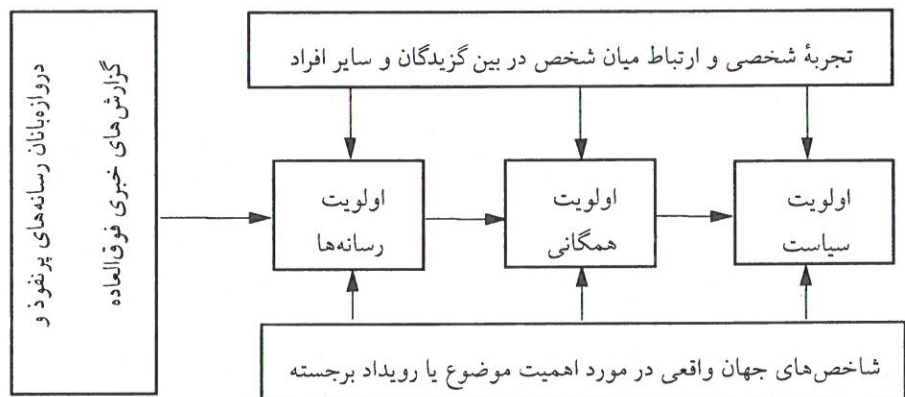 تجربهٔ شخصی و ارتباط میان شخص در بین گزیدگان و سایر افراد
دروازه‌بانان رسانه‌های پرنفوذ و
گزارش‌های خبری فوق‌العاده
اولویت
رسانه‌ها
اولویت
همگانی
اولویت
سیاست
شاخص‌های جهان واقعی در مورد اهمیت موضوع یا رویداد برجسته